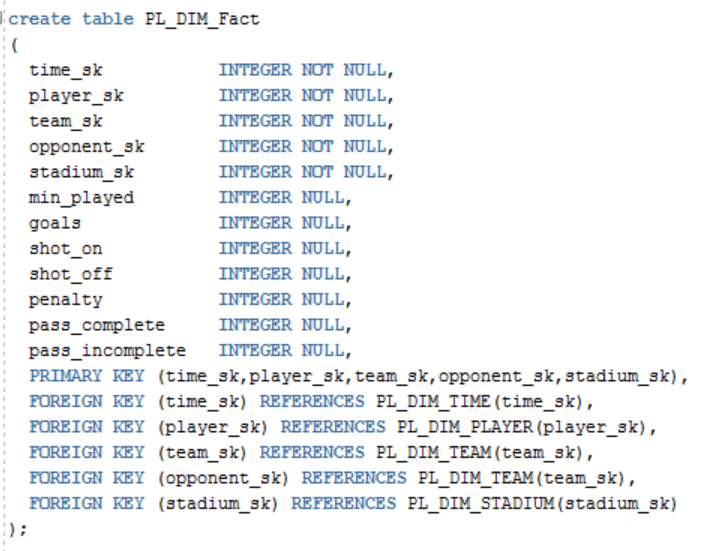 create table PL_DIM_Fact
(
time_sk INTEGER NOT NULL,
player_sk INTEGER NOT NULL,
team_sk INTEGER NOT NULL,
opponent_sk INTEGER NOT NULL,
stadium_sk INTEGER NOT NULL,
min_played INTEGER NULL,
goals INTEGER NULL,
shot_on INTEGER NULL,
shot_off INTEGER NULL,
penalty INTEGER NULL,
pass_complete INTEGER NULL,
pass_incomplete INTEGER NULL,
PRIMARY KEY (time_sk,player_sk,team_sk,opponent_sk,stadium_sk),
FOREIGN KEY (time_sk) REFERENCES PL_DIM_TIME(time_sk),
FOREIGN KEY (player_sk) REFERENCES PL_DIM_PLAYER(player_sk),
FOREIGN KEY (team_sk) REFERENCES PL_DIM_TEAM(team_sk),
FOREIGN KEY (opponent_sk) REFERENCES PL_DIM_TEAM(team_sk),
FOREIGN KEY (stadium_sk) REFERENCES PL_DIM_STADIUM(stadium_sk)
);